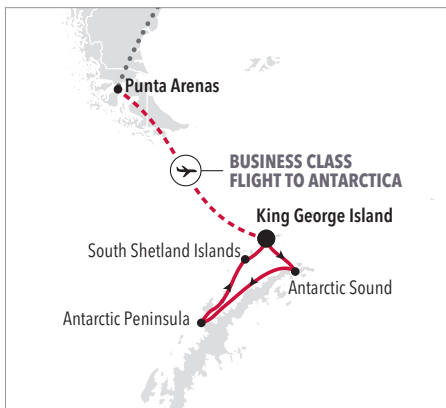 Punta Arenas
BUSINESS CLASS
FLIGHT TO ANTARCTICA
King George Island
South Shetland Islands
Antarctic Sound
Antarctic Peninsula